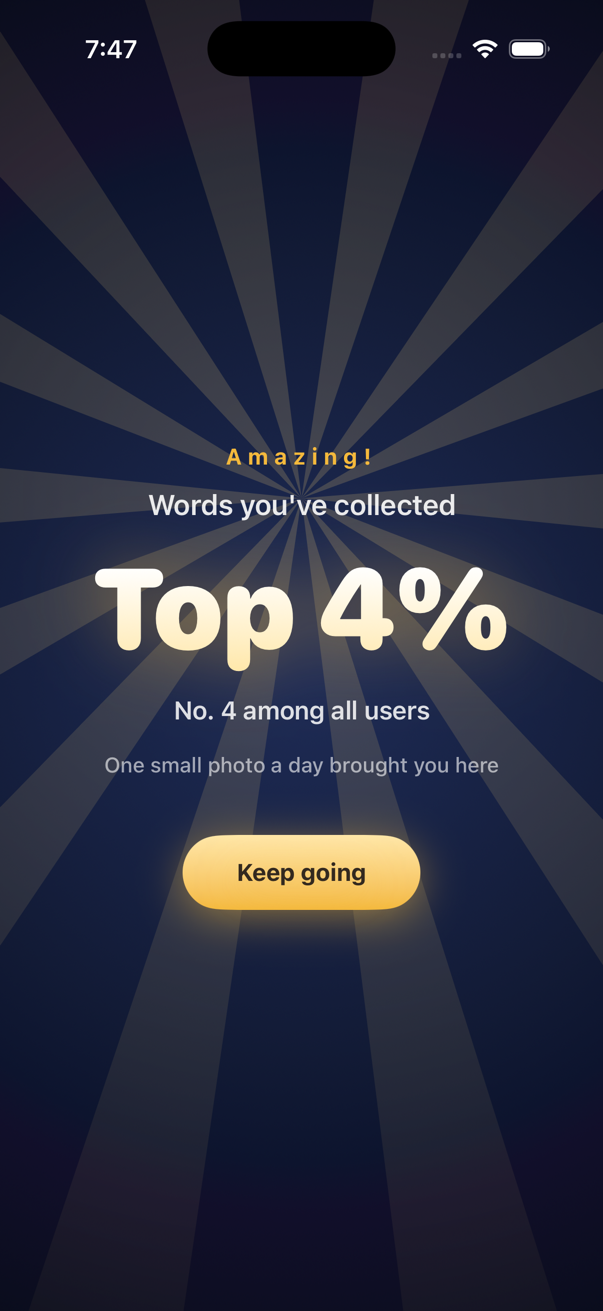 7:47
Amazing!
Words you've collected
Top 4%
No. 4 among all users
One small photo a day brought you here
Keep going